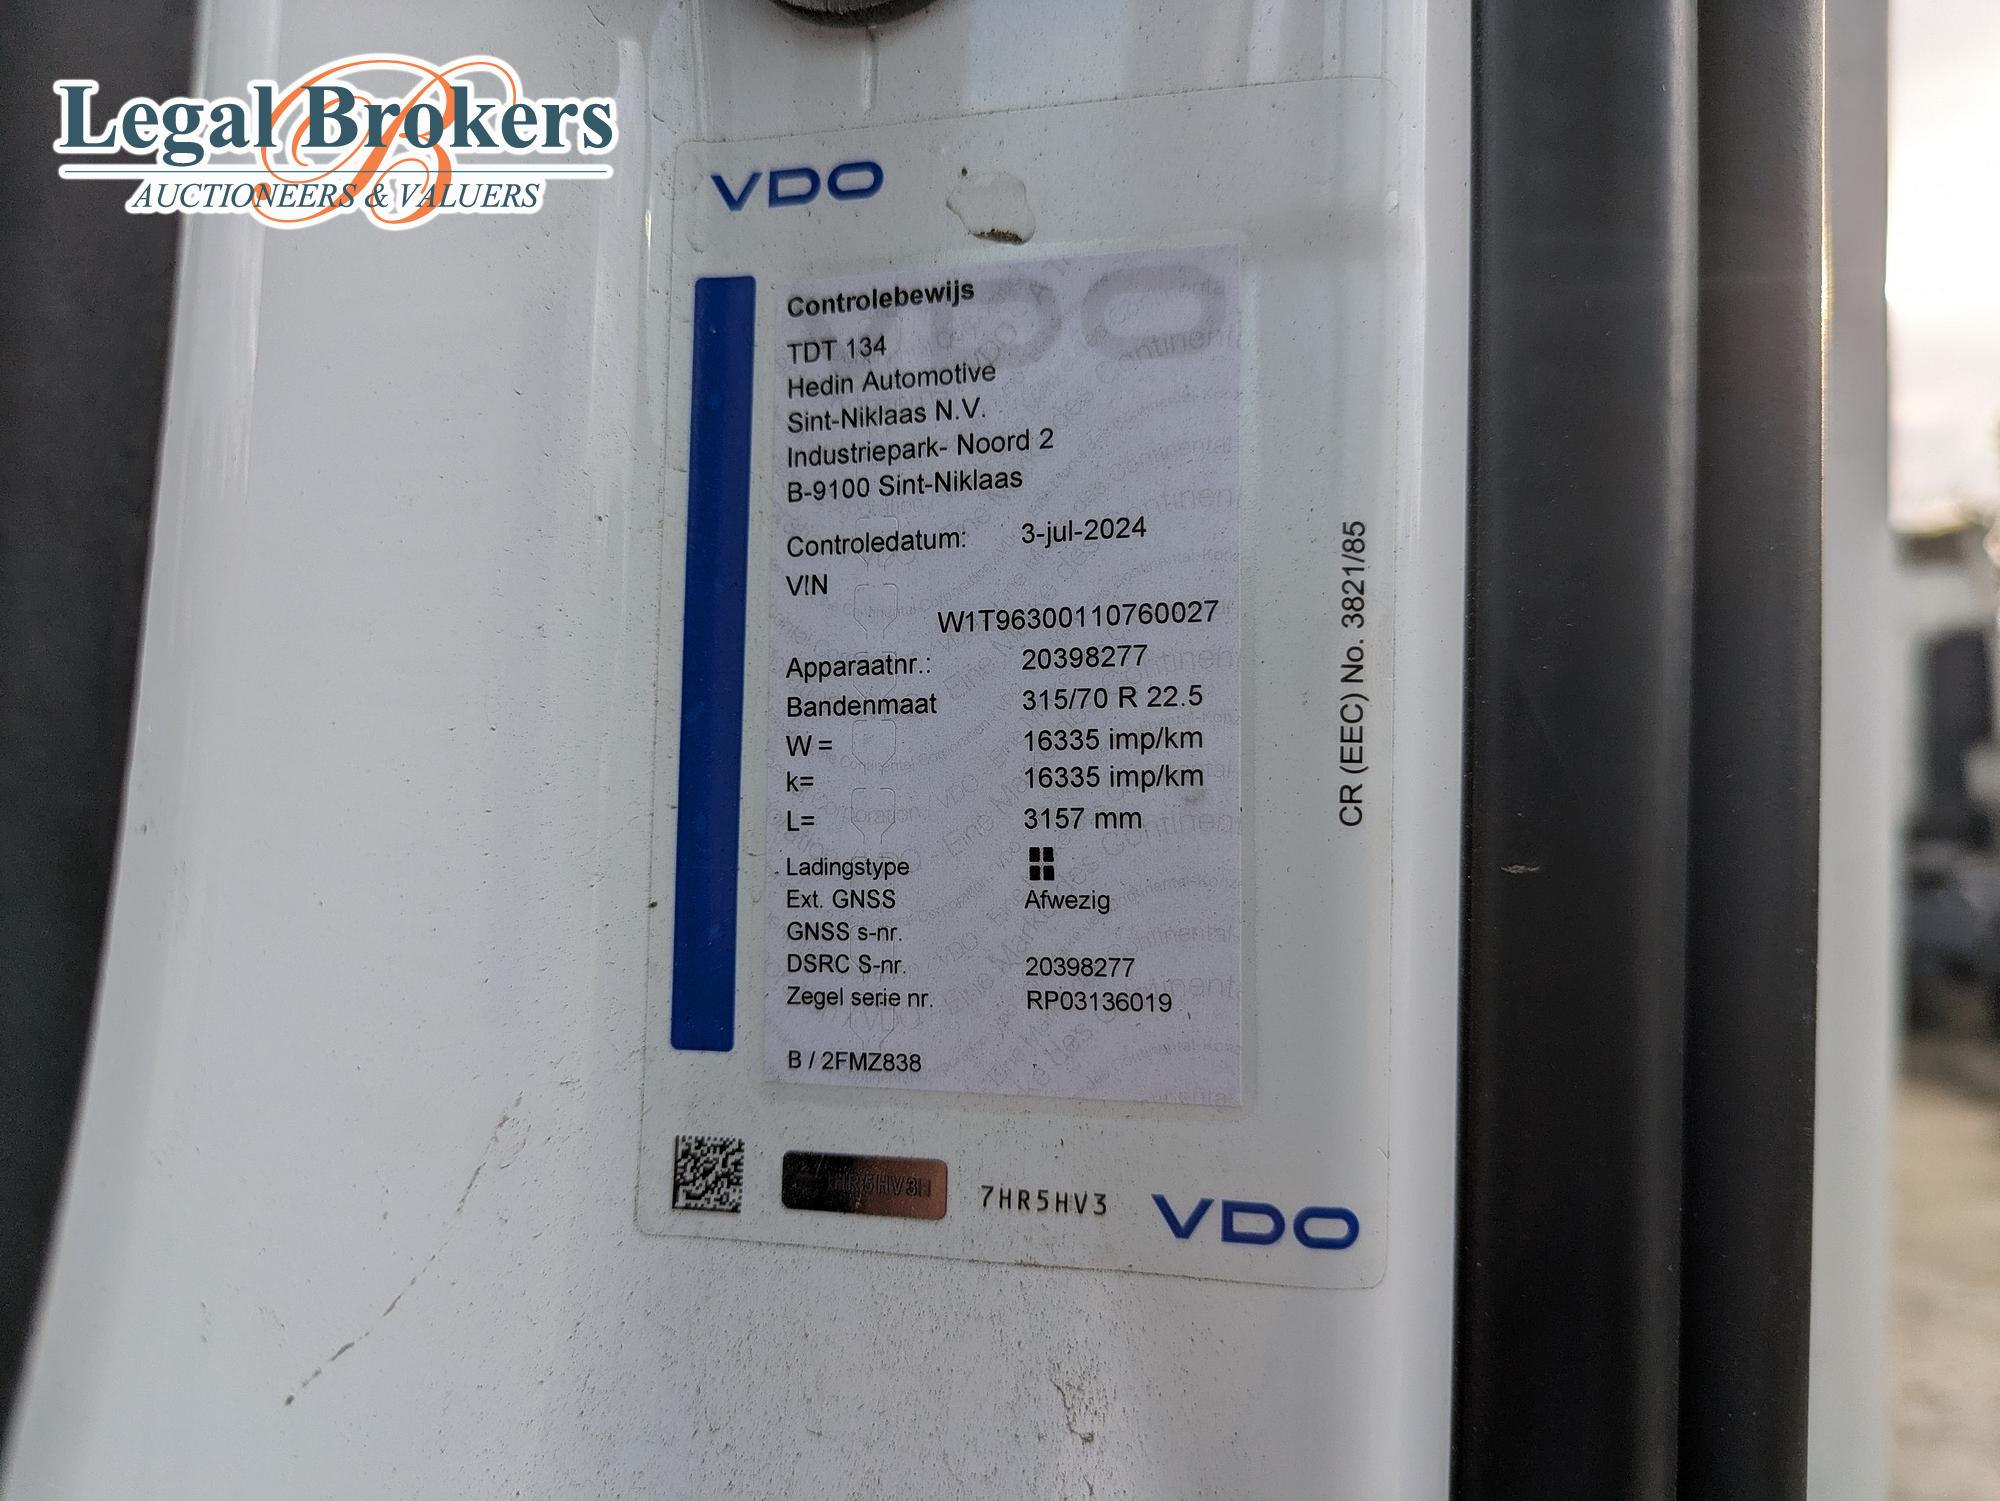 Legal Brokers
AUCTIONEERS & VALUERS
VDO
Controlebewijs
TDT 134
Hedin Automotive
Sint-Niklaas N.V.
Industriepark- Noord 2
B-9100 Sint-Niklaas
Controledatum: 3-jul-2024
VIN
W1T96300110760027
Apparaatnr.: 20398277
Bandenmaat 315/70 R 22.5
W = 16335 imp/km
k= 16335 imp/km
L= 3157 mm
Ladingstype
Ext. GNSS Afwezig
GNSS s-nr.
DSRC S-nr. 20398277
Zegel serie nr. RP03136019
B / 2FMZ838
CR (EEC) No. 3821/85
7HR5HV3
VDO